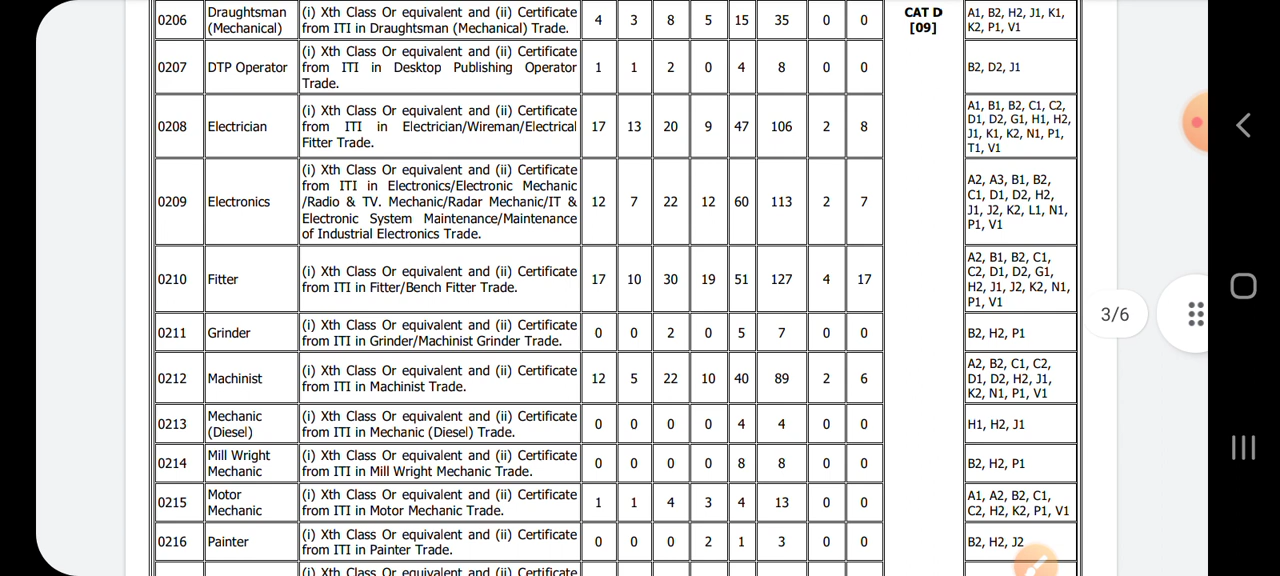 0206 Draughtsman (Mechanical) (i) Xth Class Or equivalent and (ii) Certificate from ITI in Draughtsman (Mechanical) Trade. 4 3 8 5 15 35 0 0 CAT D [09] A1, B2, H2, J1, K1, K2, P1, V1
0207 DTP Operator (i) Xth Class Or equivalent and (ii) Certificate from ITI in Desktop Publishing Operator Trade. 1 1 2 0 4 8 0 0 B2, D2, J1
0208 Electrician (i) Xth Class Or equivalent and (ii) Certificate from ITI in Electrician/Wireman/Electrical Fitter Trade. 17 13 20 9 47 106 2 8 A1, B1, B2, C1, C2, D1, D2, G1, H1, H2, J1, K1, K2, N1, P1, T1, V1
0209 Electronics (i) Xth Class Or equivalent and (ii) Certificate from ITI in Electronics/Electronic Mechanic /Radio & TV. Mechanic/Radar Mechanic/IT & Electronic System Maintenance/Maintenance of Industrial Electronics Trade. 12 7 22 12 60 113 2 7 A2, A3, B1, B2, C1, D1, D2, H2, J1, J2, K2, L1, N1, P1, V1
0210 Fitter (i) Xth Class Or equivalent and (ii) Certificate from ITI in Fitter/Bench Fitter Trade. 17 10 30 19 51 127 4 17 A2, B1, B2, C1, C2, D1, D2, G1, H2, J1, J2, K2, N1, P1, V1
0211 Grinder (i) Xth Class Or equivalent and (ii) Certificate from ITI in Grinder/Machinist Grinder Trade. 0 0 2 0 5 7 0 0 B2, H2, P1
0212 Machinist (i) Xth Class Or equivalent and (ii) Certificate from ITI in Machinist Trade. 12 5 22 10 40 89 2 6 A2, B2, C1, C2, D1, D2, H2, J1, K2, N1, P1, V1
0213 Mechanic (Diesel) (i) Xth Class Or equivalent and (ii) Certificate from ITI in Mechanic (Diesel) Trade. 0 0 0 0 4 4 0 0 H1, H2, J1
0214 Mill Wright Mechanic (i) Xth Class Or equivalent and (ii) Certificate from ITI in Mill Wright Mechanic Trade. 0 0 0 0 8 8 0 0 B2, H2, P1
0215 Motor Mechanic (i) Xth Class Or equivalent and (ii) Certificate from ITI in Motor Mechanic Trade. 1 1 4 3 4 13 0 0 A1, A2, B2, C1, C2, H2, K2, P1, V1
0216 Painter (i) Xth Class Or equivalent and (ii) Certificate from ITI in Painter Trade. 0 0 0 2 1 3 0 0 B2, H2, J2
(i) Xth Class Or equivalent and (ii) Certificate
3/6